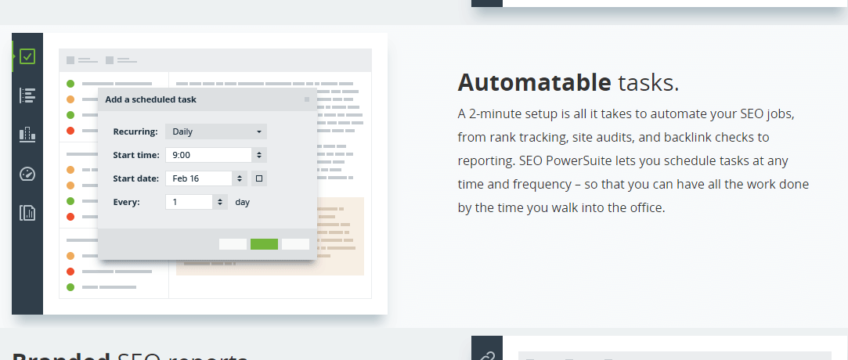 Automatable tasks.
A 2-minute setup is all it takes to automate your SEO jobs,
from rank tracking, site audits, and backlink checks to
reporting. SEO PowerSuite lets you schedule tasks at any
time and frequency – so that you can have all the work done
by the time you walk into the office.
Add a scheduled task
Recurring: Daily
Start time: 9:00
Start date: Feb 16
Every: 1 day
Branded SEO reports